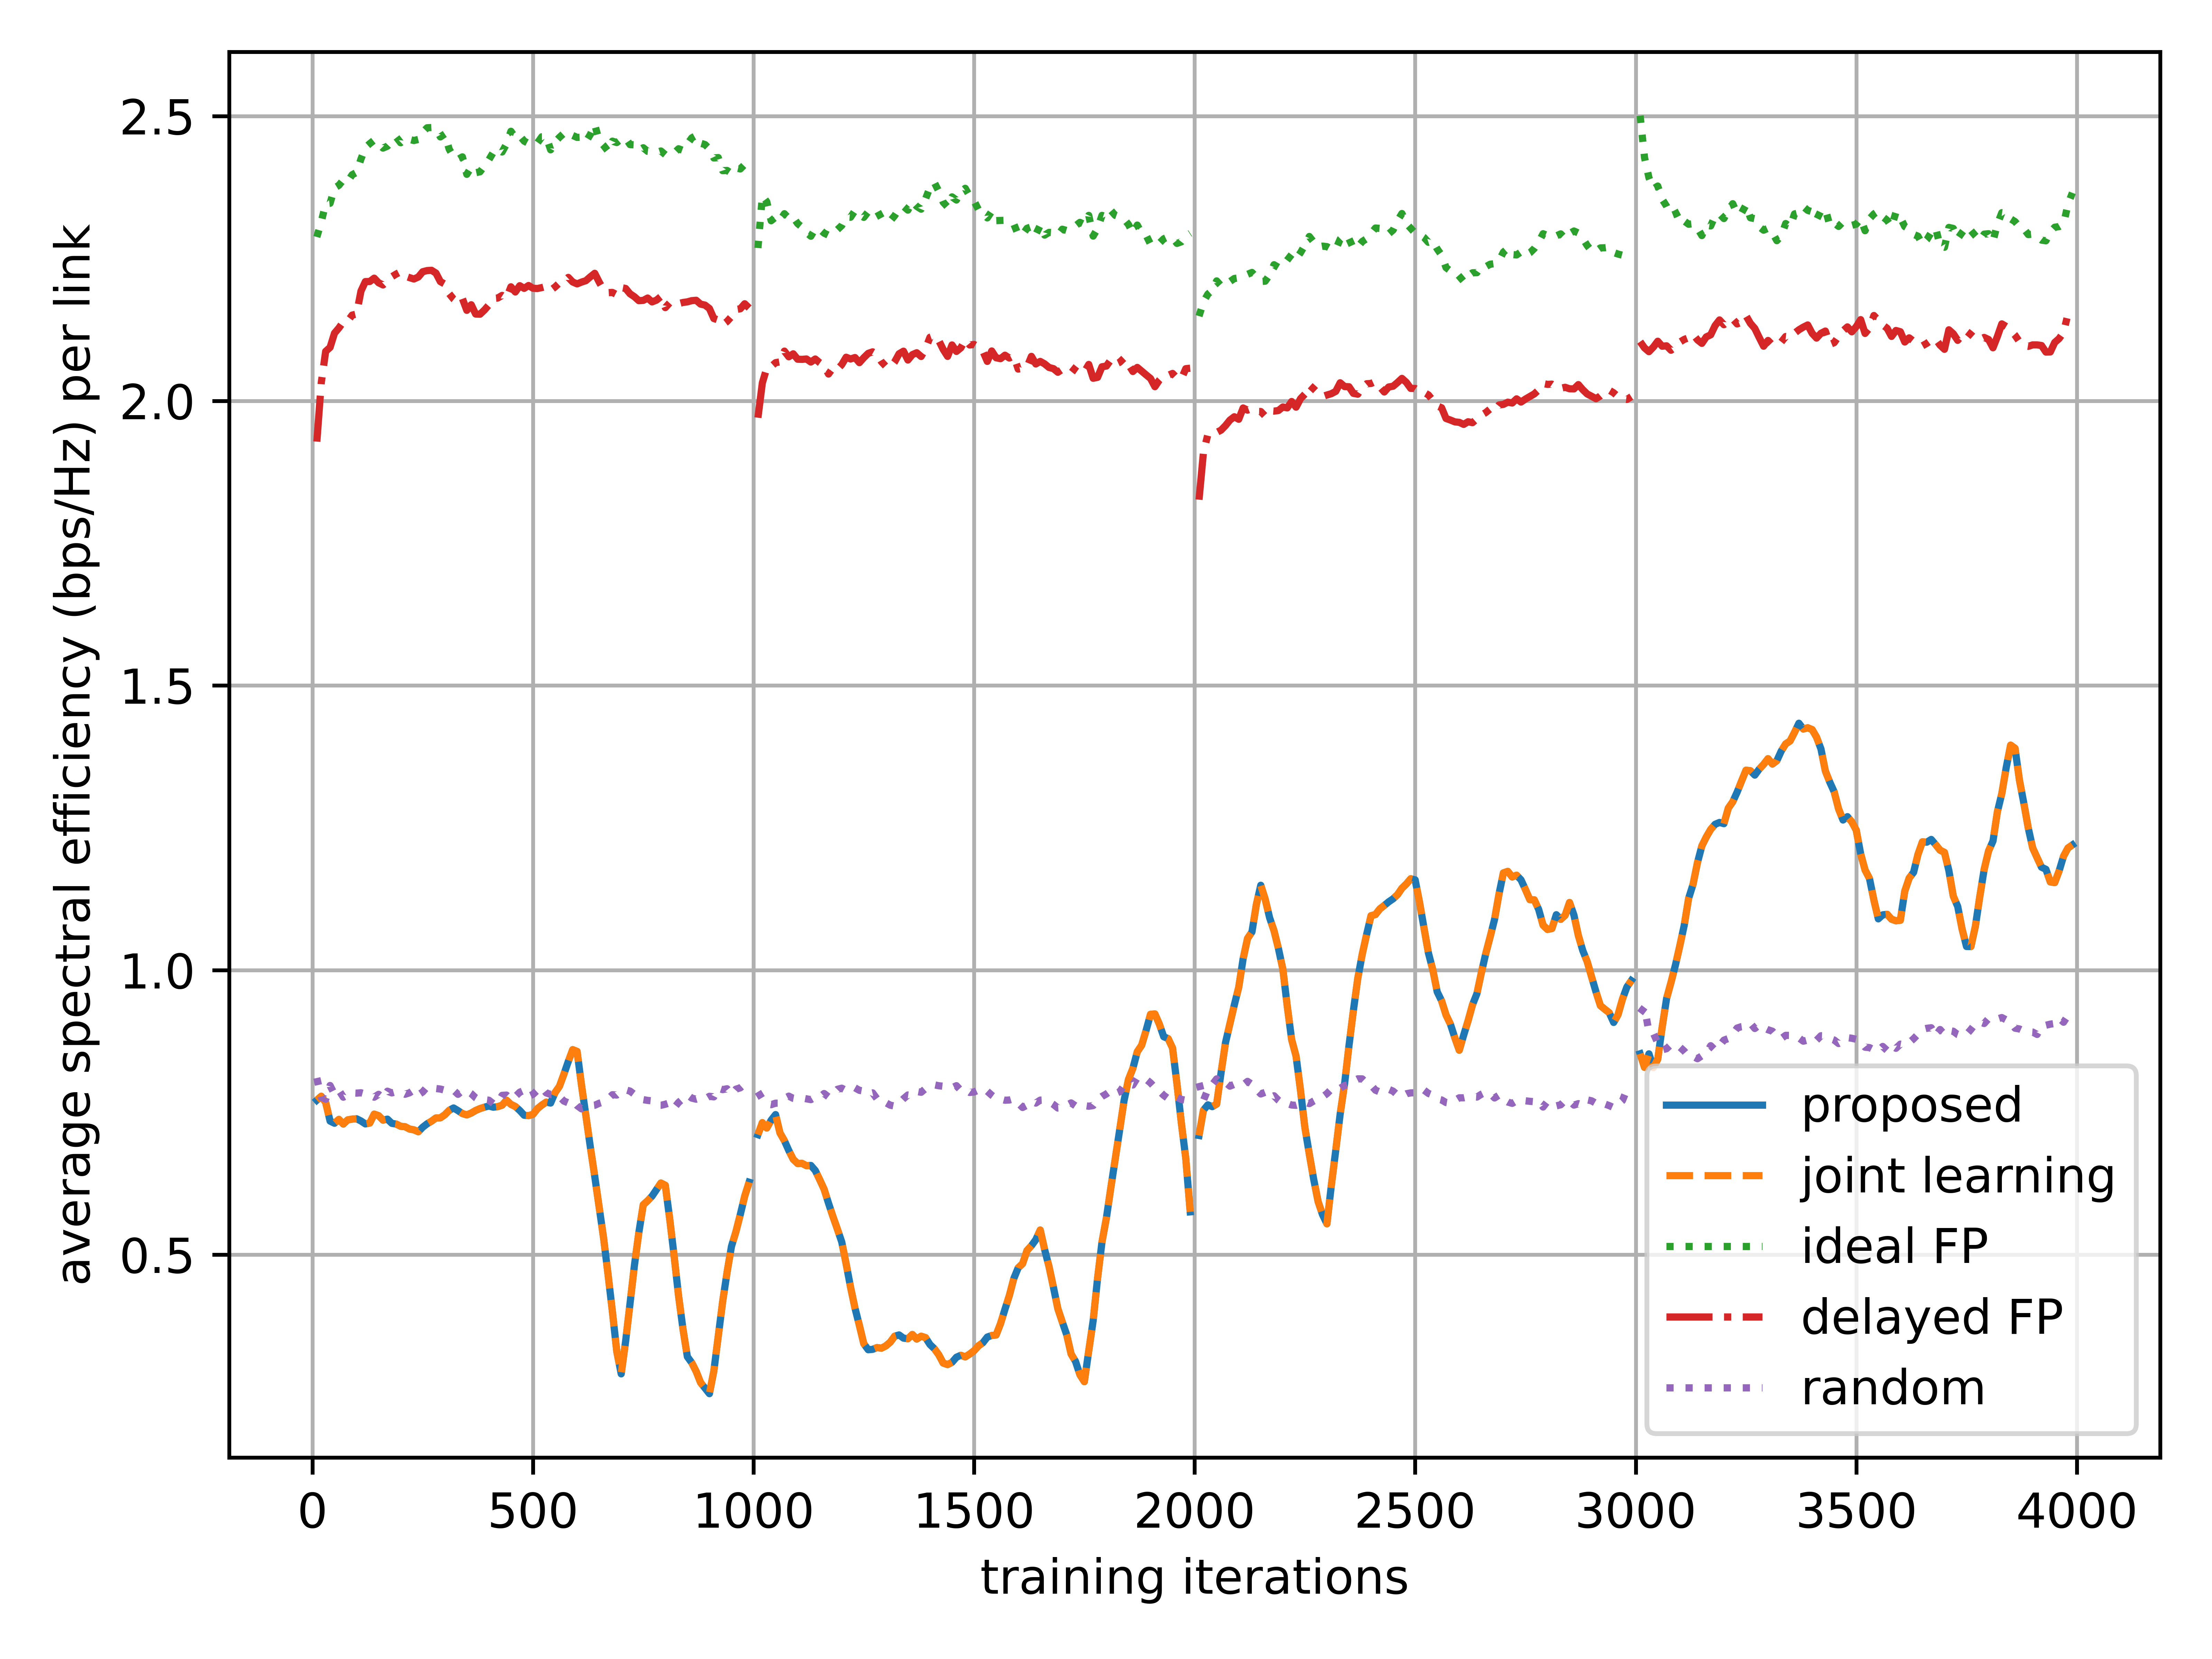 average spectral efficiency (bps/Hz) per link
2.5
2.0
1.5
1.0
0.5
proposed
joint learning
ideal FP
delayed FP
random
0 500 1000 1500 2000 2500 3000 3500 4000
training iterations